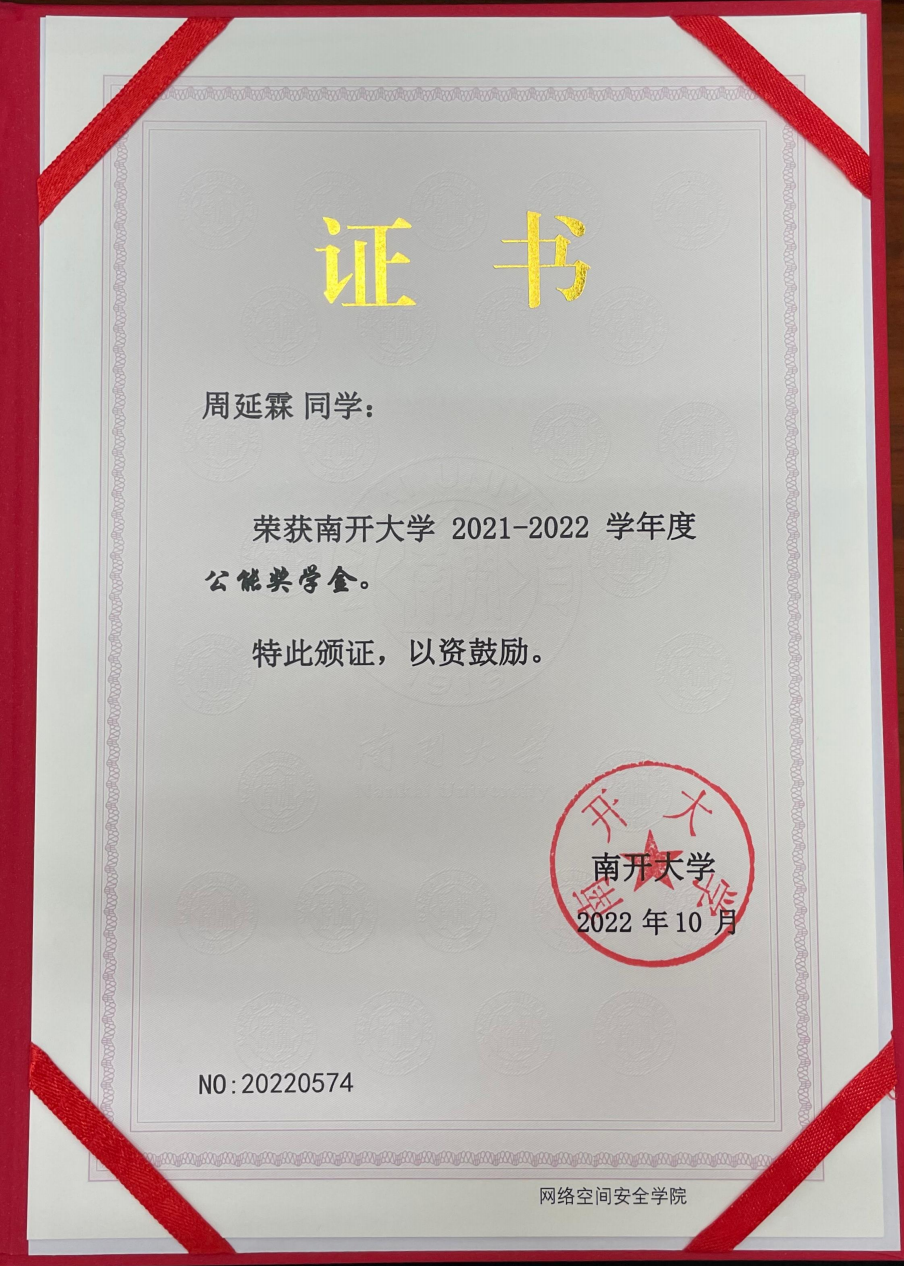 证 书
周延霖 同学：
荣获南开大学 2021-2022 学年度
公能奖学金。
特此颁证，以资鼓励。
南开大学
南开大学
2022 年 10 月
NO:20220574
网络空间安全学院